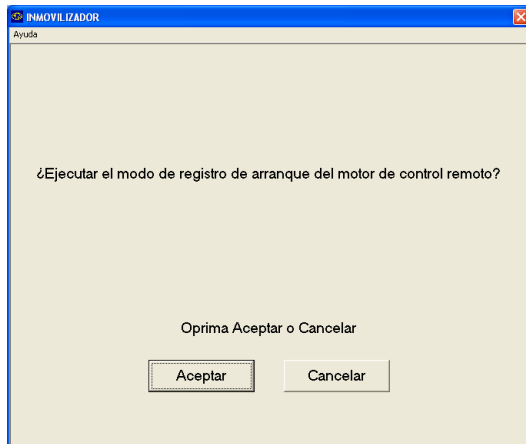 INMOVILIZADOR
Ayuda
¿Ejecutar el modo de registro de arranque del motor de control remoto?
Oprima Aceptar o Cancelar
Aceptar Cancelar